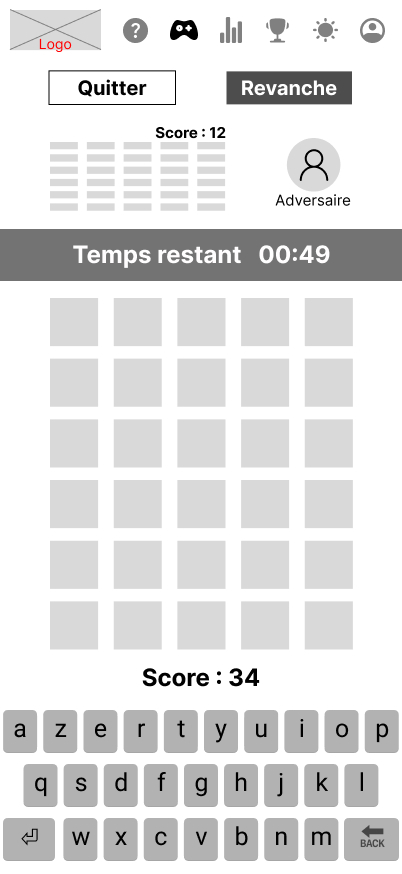 Logo
Quitter
Revanche
Score : 12
Adversaire
Temps restant 00:49
Score : 34
a z e r t y u i o p
q s d f g h j k l
w x c v b n m BACK